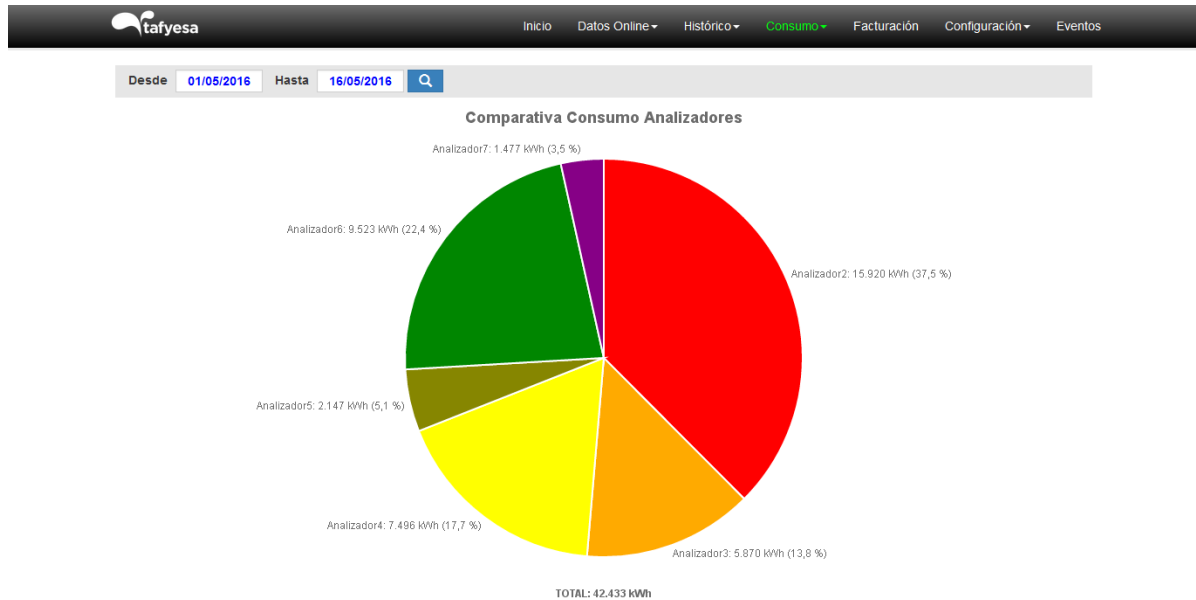 tafyesa
Inicio Datos Online Histórico Consumo Facturación Configuración Eventos
Desde 01/05/2016 Hasta 16/05/2016
Comparativa Consumo Analizadores
Analizador7: 1.477 kWh (3,5 %)
Analizador6: 9.523 kWh (22,4 %)
Analizador2: 15.920 kWh (37,5 %)
Analizador5: 2.147 kWh (5,1 %)
Analizador4: 7.496 kWh (17,7 %)
Analizador3: 5.870 kWh (13,8 %)
TOTAL: 42.433 kWh